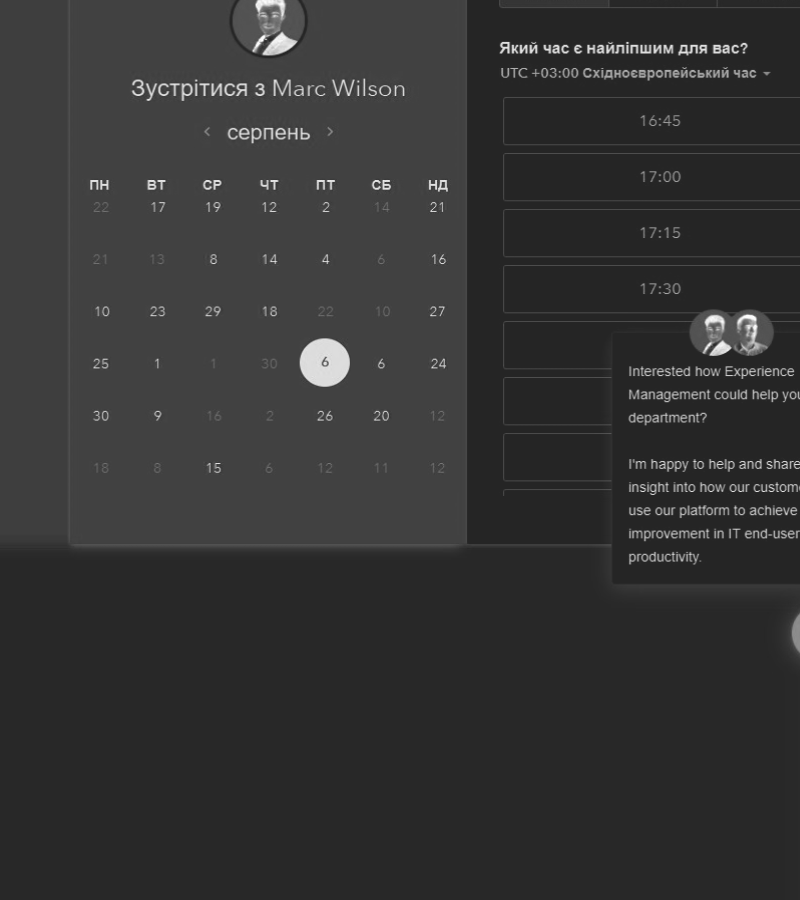 Зустрітися з Marc Wilson
серпень
ПН ВТ СР ЧТ ПТ СБ НД
22 17 19 12 2 14 21
21 13 8 14 4 6 16
10 23 29 18 22 10 27
25 1 1 30 6 6 24
30 9 16 2 26 20 12
18 8 15 6 12 11 12
Який час є найліпшим для вас?
UTC +03:00 Східноєвропейський час
16:45
17:00
17:15
17:30
Interested how Experience
Management could help you
department?
I'm happy to help and share
insight into how our custome
use our platform to achieve
improvement in IT end-user
productivity.